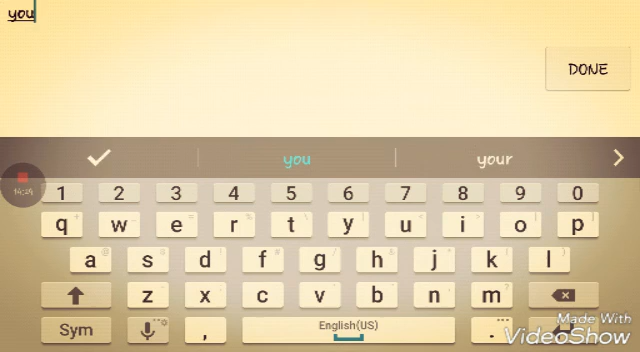 you
DONE
you your
1 2 3 4 5 6 7 8 9 0
q w e r t y u i o p
a s d f g h j k l
z x c v b n m
Sym , English(US) .
Made With
VideoShow